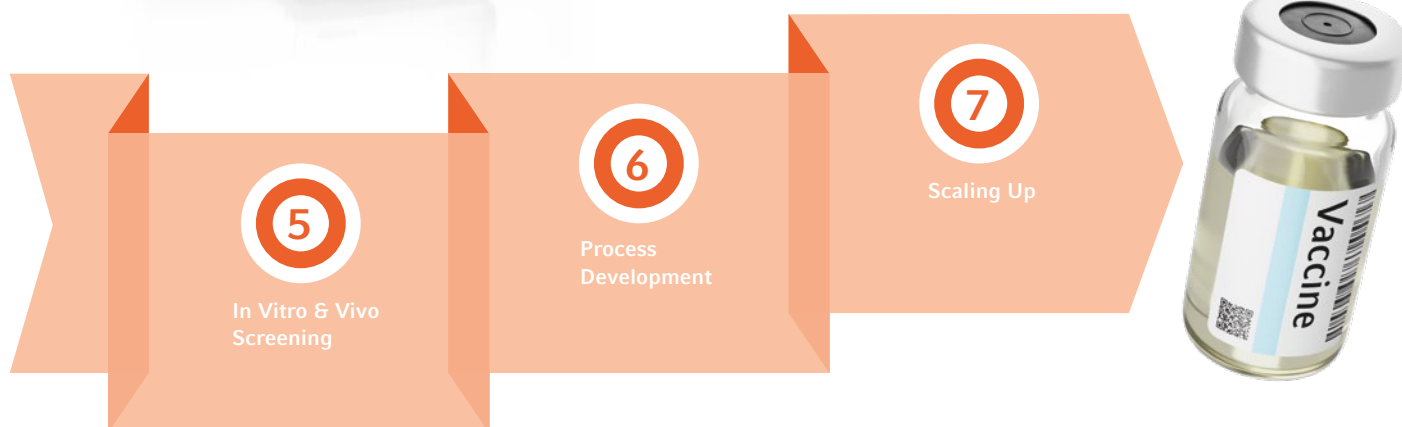 5
In Vitro & Vivo
Screening
6
Process
Development
7
Scaling Up
Vaccine